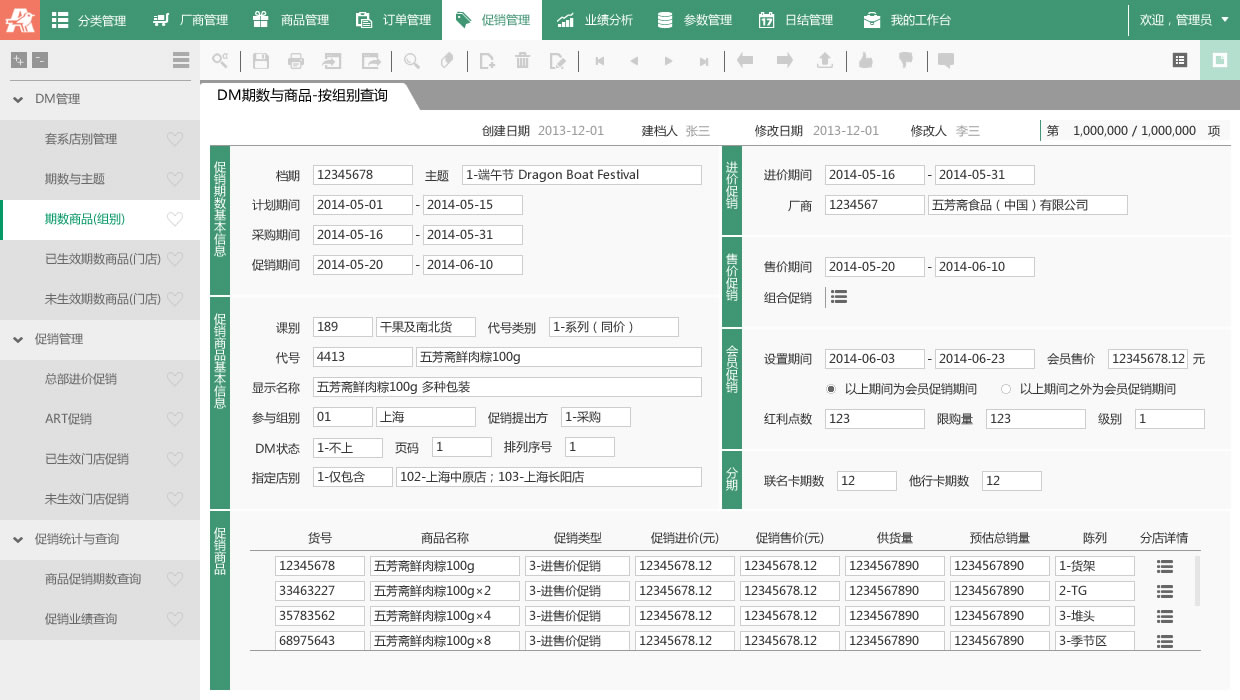 分类管理 厂商管理 商品管理 订单管理 促销管理 业绩分析 参数管理 日结管理 我的工作台 欢迎，管理员
DM管理
套系店别管理
期数与主题
期数商品(组别)
已生效期数商品(门店)
未生效期数商品(门店)
促销管理
总部进价促销
ART促销
已生效门店促销
未生效门店促销
促销统计与查询
商品促销期数查询
促销业绩查询
DM期数与商品-按组别查询
创建日期 2013-12-01 建档人 张三 修改日期 2013-12-01 修改人 李三 第 1,000,000 / 1,000,000 项
促销期数基本信息
档期 12345678 主题 1-端午节 Dragon Boat Festival
计划期间 2014-05-01 - 2014-05-15
采购期间 2014-05-16 - 2014-05-31
促销期间 2014-05-20 - 2014-06-10
促销商品基本信息
课别 189 干果及南北货 代号类别 1-系列（同价）
代号 4413 五芳斋鲜肉粽100g
显示名称 五芳斋鲜肉粽100g 多种包装
参与组别 01 上海 促销提出方 1-采购
DM状态 1-不上 页码 1 排列序号 1
指定店别 1-仅包含 102-上海中原店；103-上海长阳店
进价促销
进价期间 2014-05-16 - 2014-05-31
厂商 1234567 五芳斋食品（中国）有限公司
售价促销
售价期间 2014-05-20 - 2014-06-10
组合促销
会员促销
设置期间 2014-06-03 - 2014-06-23 会员售价 12345678.12 元
以上期间为会员促销期间 以上期间之外为会员促销期间
红利点数 123 限购量 123 级别 1
分期
联名卡期数 12 他行卡期数 12
促销商品
货号 商品名称 促销类型 促销进价(元) 促销售价(元) 供货量 预估总销量 陈列 分店详情
12345678 五芳斋鲜肉粽100g 3-进售价促销 12345678.12 12345678.12 1234567890 1234567890 1-货架
33463227 五芳斋鲜肉粽100g×2 3-进售价促销 12345678.12 12345678.12 1234567890 1234567890 2-TG
35783562 五芳斋鲜肉粽100g×4 3-进售价促销 12345678.12 12345678.12 1234567890 1234567890 3-堆头
68975643 五芳斋鲜肉粽100g×8 3-进售价促销 12345678.12 12345678.12 1234567890 1234567890 3-季节区